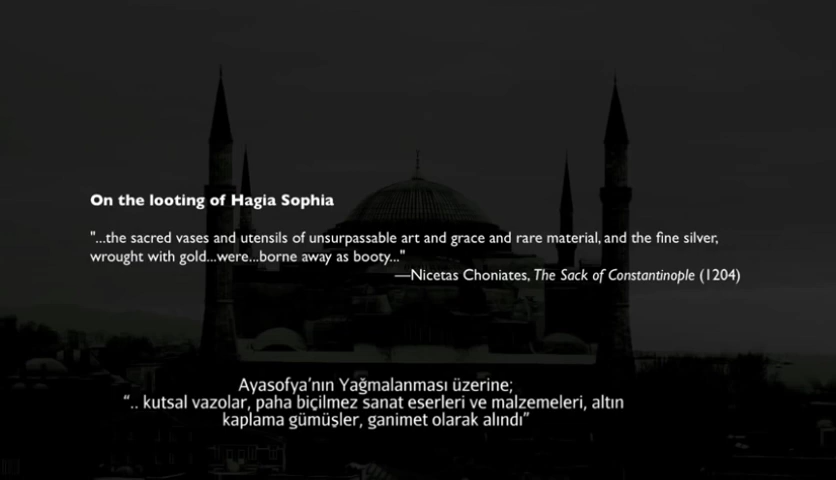 On the looting of Hagia Sophia
"...the sacred vases and utensils of unsurpassable art and grace and rare material, and the fine silver,
wrought with gold...were...borne away as booty..."
—Nicetas Choniates, The Sack of Constantinople (1204)
Ayasofya'nın Yağmalanması üzerine;
“.. kutsal vazolar, paha biçilmez sanat eserleri ve malzemeleri, altın
kaplama gümüşler, ganimet olarak alındı”